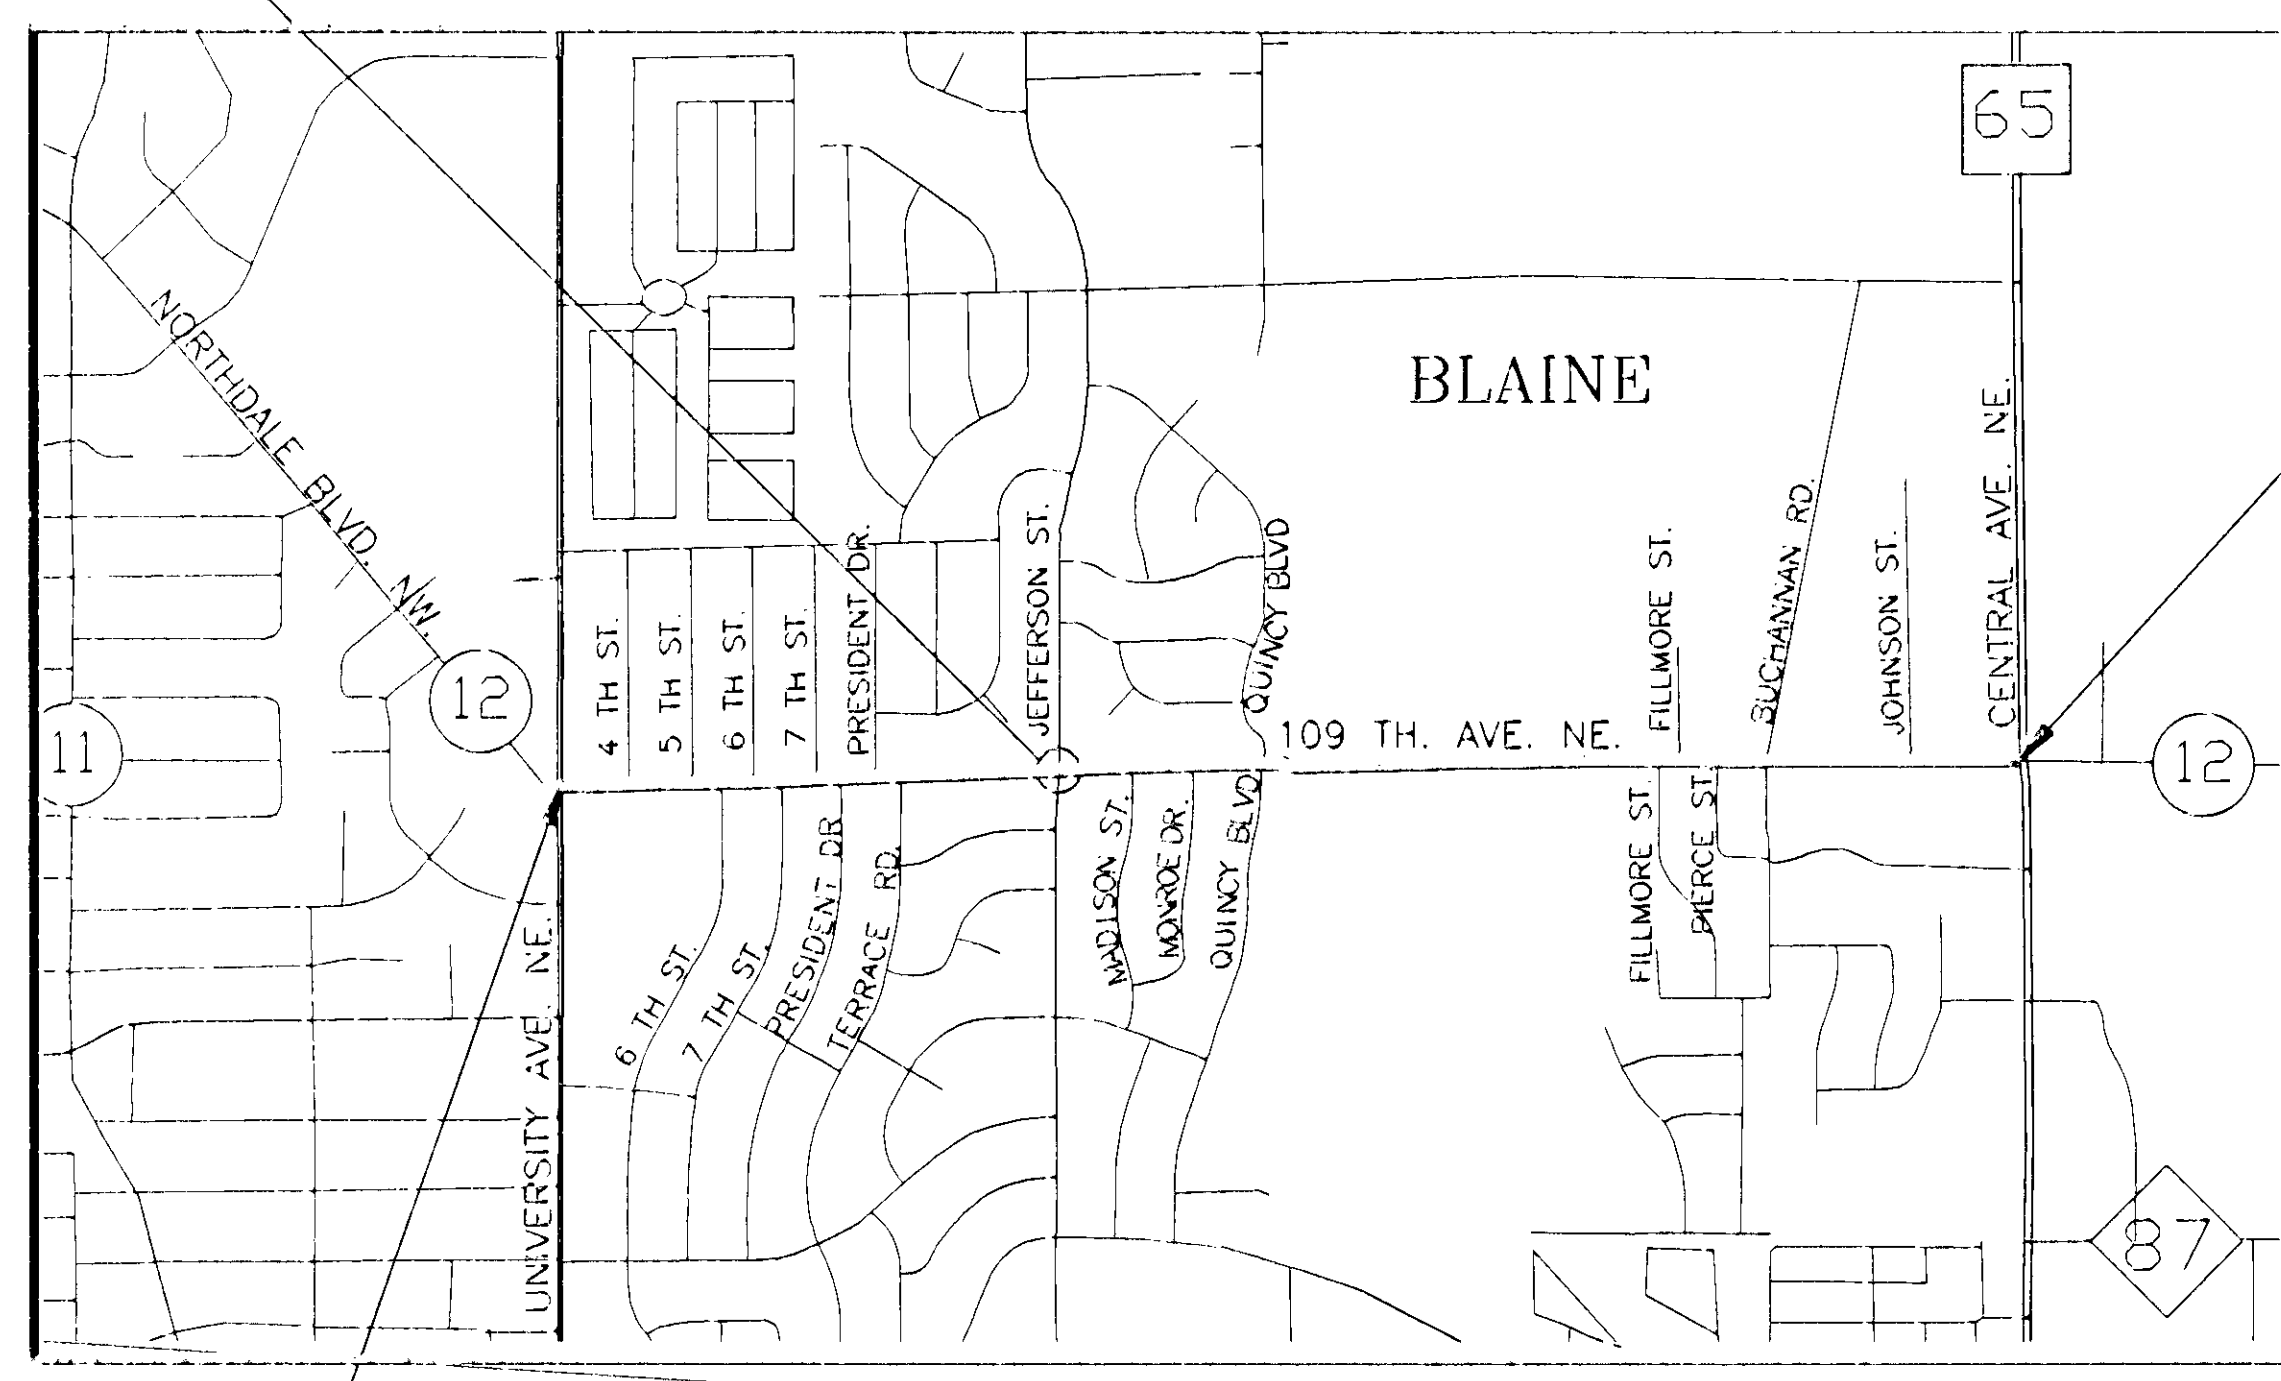 65
NORTHDALE BLVD. NW.
BLAINE
12
11
4 TH ST.
5 TH ST.
6 TH ST.
7 TH ST.
PRESIDENT DR.
JEFFERSON ST.
QUINCY BLVD
109 TH. AVE. NE.
FILLMORE ST.
BUCHANNAN RD.
JOHNSON ST.
CENTRAL AVE. NE.
12
UNIVERSITY AVE. NE.
6 TH ST.
7 TH ST.
PRESIDENT DR
TERRACE RD.
MADISON ST.
MONROE DR.
QUINCY BLVD
FILLMORE ST.
PIERCE ST.
87